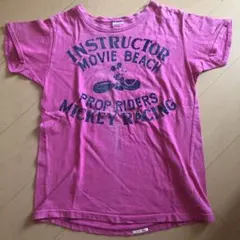 INSTRUCTOR
MOVIE BEACH
PROP RIDERS
MICKEY RACING